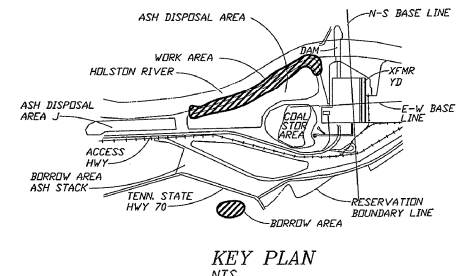 ASH DISPOSAL AREA
N-S BASE LINE
DAM
WORK AREA
HOLSTON RIVER
XFMR
YD
ASH DISPOSAL
AREA J
E-W BASE
LINE
COAL
STOR
AREA
ACCESS
HWY
BORROW AREA
ASH STACK
TENN. STATE
HWY 70
RESERVATION
BOUNDARY LINE
BORROW AREA
KEY PLAN
NTS